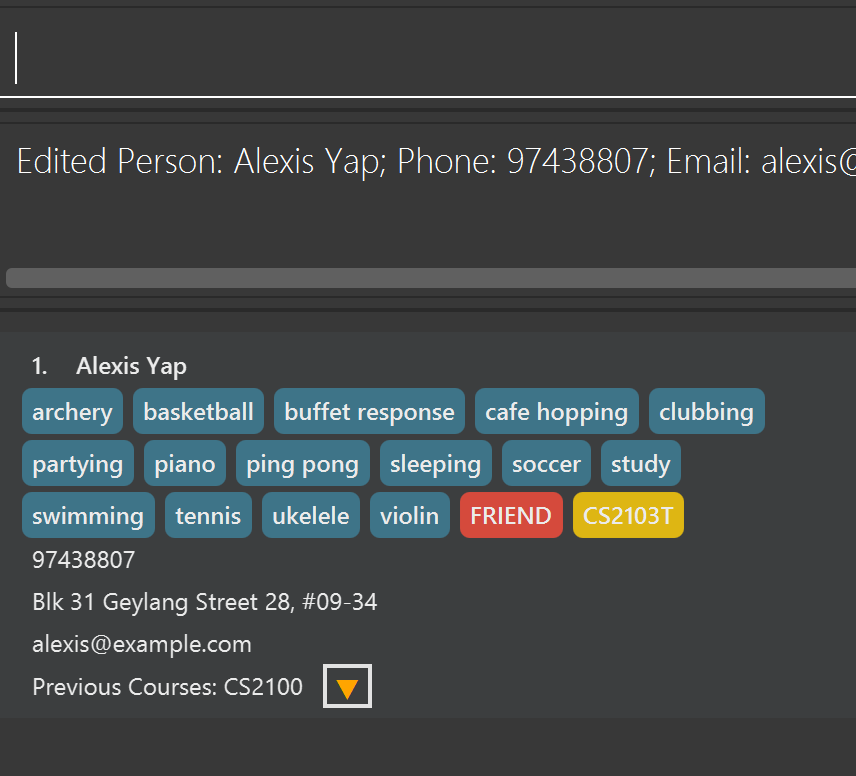 Edited Person: Alexis Yap; Phone: 97438807; Email: alexis@
1. Alexis Yap
archery basketball buffet response cafe hopping clubbing
partying piano ping pong sleeping soccer study
swimming tennis ukelele violin FRIEND CS2103T
97438807
Blk 31 Geylang Street 28, #09-34
alexis@example.com
Previous Courses: CS2100